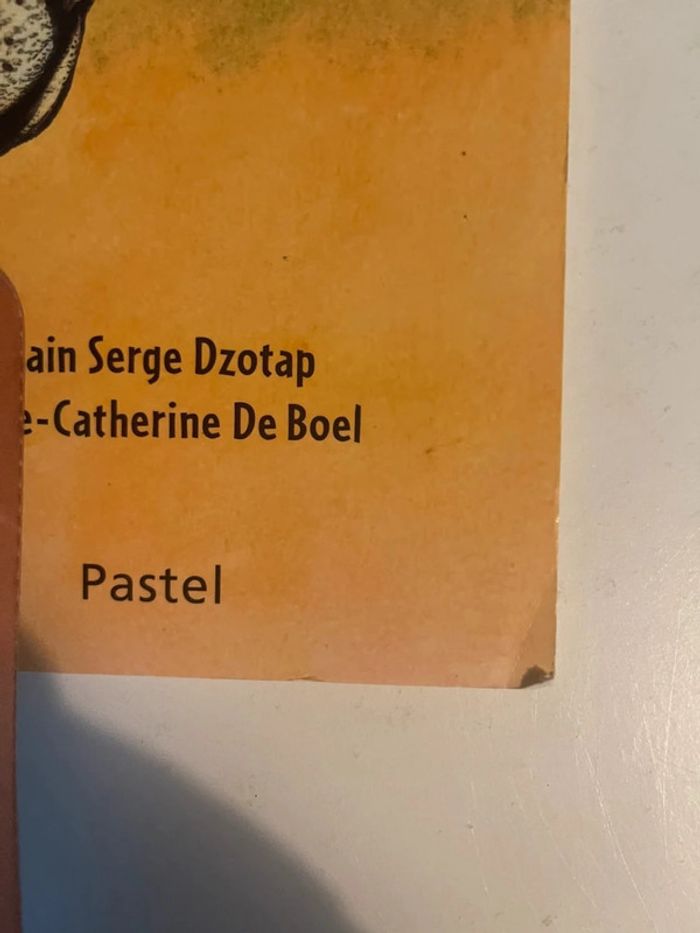 ain Serge Dzotap
e-Catherine De Boel
Pastel